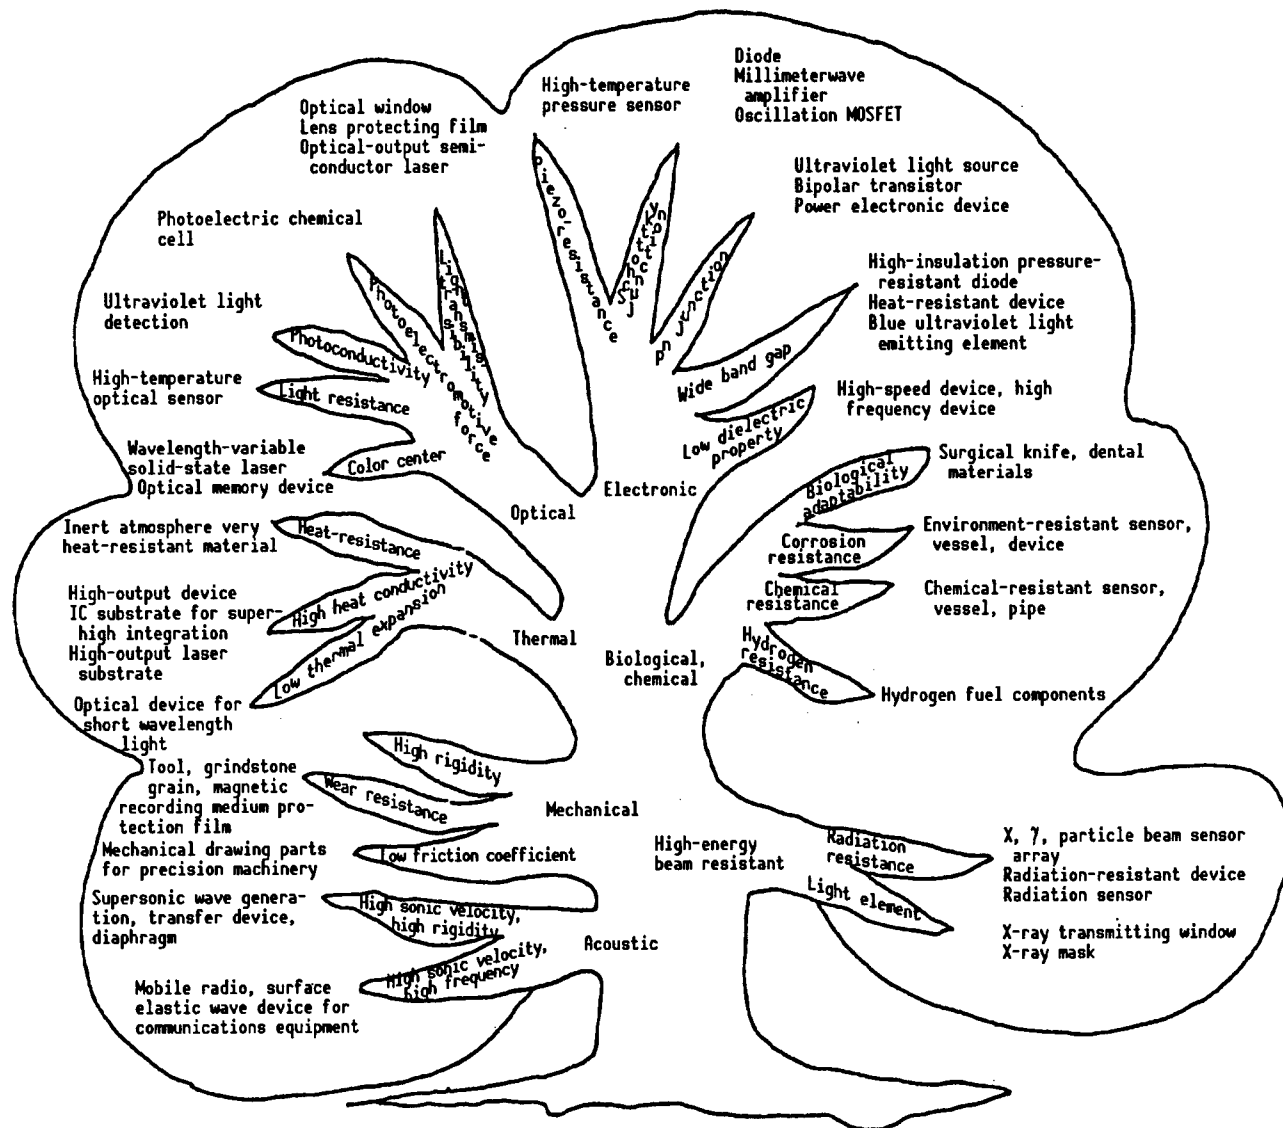 Diode
Millimeterwave
amplifier
Oscillation MOSFET
High-temperature
pressure sensor
Optical window
Lens protecting film
Optical-output semi-
conductor laser
Ultraviolet light source
Bipolar transistor
Power electronic device
Photoelectric chemical
cell
High-insulation pressure-
resistant diode
Heat-resistant device
Blue ultraviolet light
emitting element
Ultraviolet light
detection
High-temperature
optical sensor
High-speed device, high
frequency device
Wavelength-variable
solid-state laser
Optical memory device
Surgical knife, dental
materials
Inert atmosphere very
heat-resistant material
Environment-resistant sensor,
vessel, device
High-output device
IC substrate for super-
high integration
High-output laser
substrate
Chemical-resistant sensor,
vessel, pipe
Optical device for
short wavelength
light
Hydrogen fuel components
Tool, grindstone
grain, magnetic
recording medium pro-
tection film
Mechanical drawing parts
for precision machinery
Supersonic wave genera-
tion, transfer device,
diaphragm
Mobile radio, surface
elastic wave device for
communications equipment
X, γ, particle beam sensor
array
Radiation-resistant device
Radiation sensor
X-ray transmitting window
X-ray mask
piezo-resistance
Schottky
junction
pn junction
Wide band gap
Low dielectric
property
Electronic
Light transmis-
sibility
Photoelectromotive
force
Photoconductivity
Light resistance
Color center
Optical
Heat-resistance
High heat conductivity
Low thermal expansion
Thermal
Biological
adaptability
Corrosion
resistance
Chemical
resistance
Hydrogen
resistance
Biological,
chemical
High rigidity
Wear resistance
Low friction coefficient
Mechanical
High sonic velocity,
high rigidity
High sonic velocity,
high frequency
Acoustic
High-energy
beam resistant
Radiation
resistance
Light element